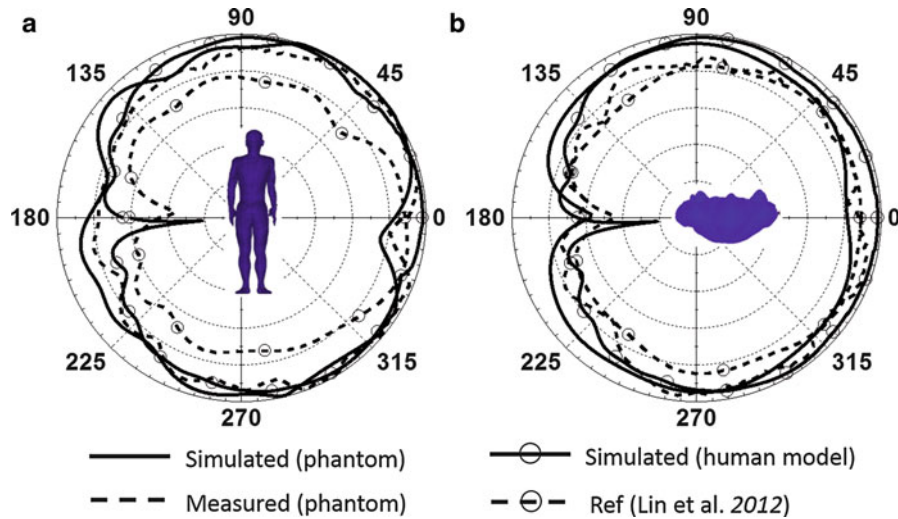 a
90
135
45
180
0
225
315
270
b
90
135
45
180
0
225
315
270
Simulated (phantom)
Simulated (human model)
Measured (phantom)
Ref (Lin et al. 2012)